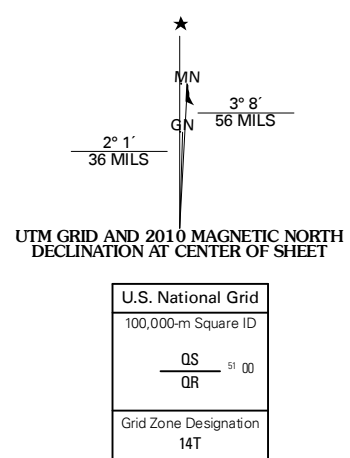 ★
MN
GN
3° 8´
56 MILS
2° 1´
36 MILS
UTM GRID AND 2010 MAGNETIC NORTH
DECLINATION AT CENTER OF SHEET
U.S. National Grid
100,000-m Square ID
QS
51 00
QR
Grid Zone Designation
14T